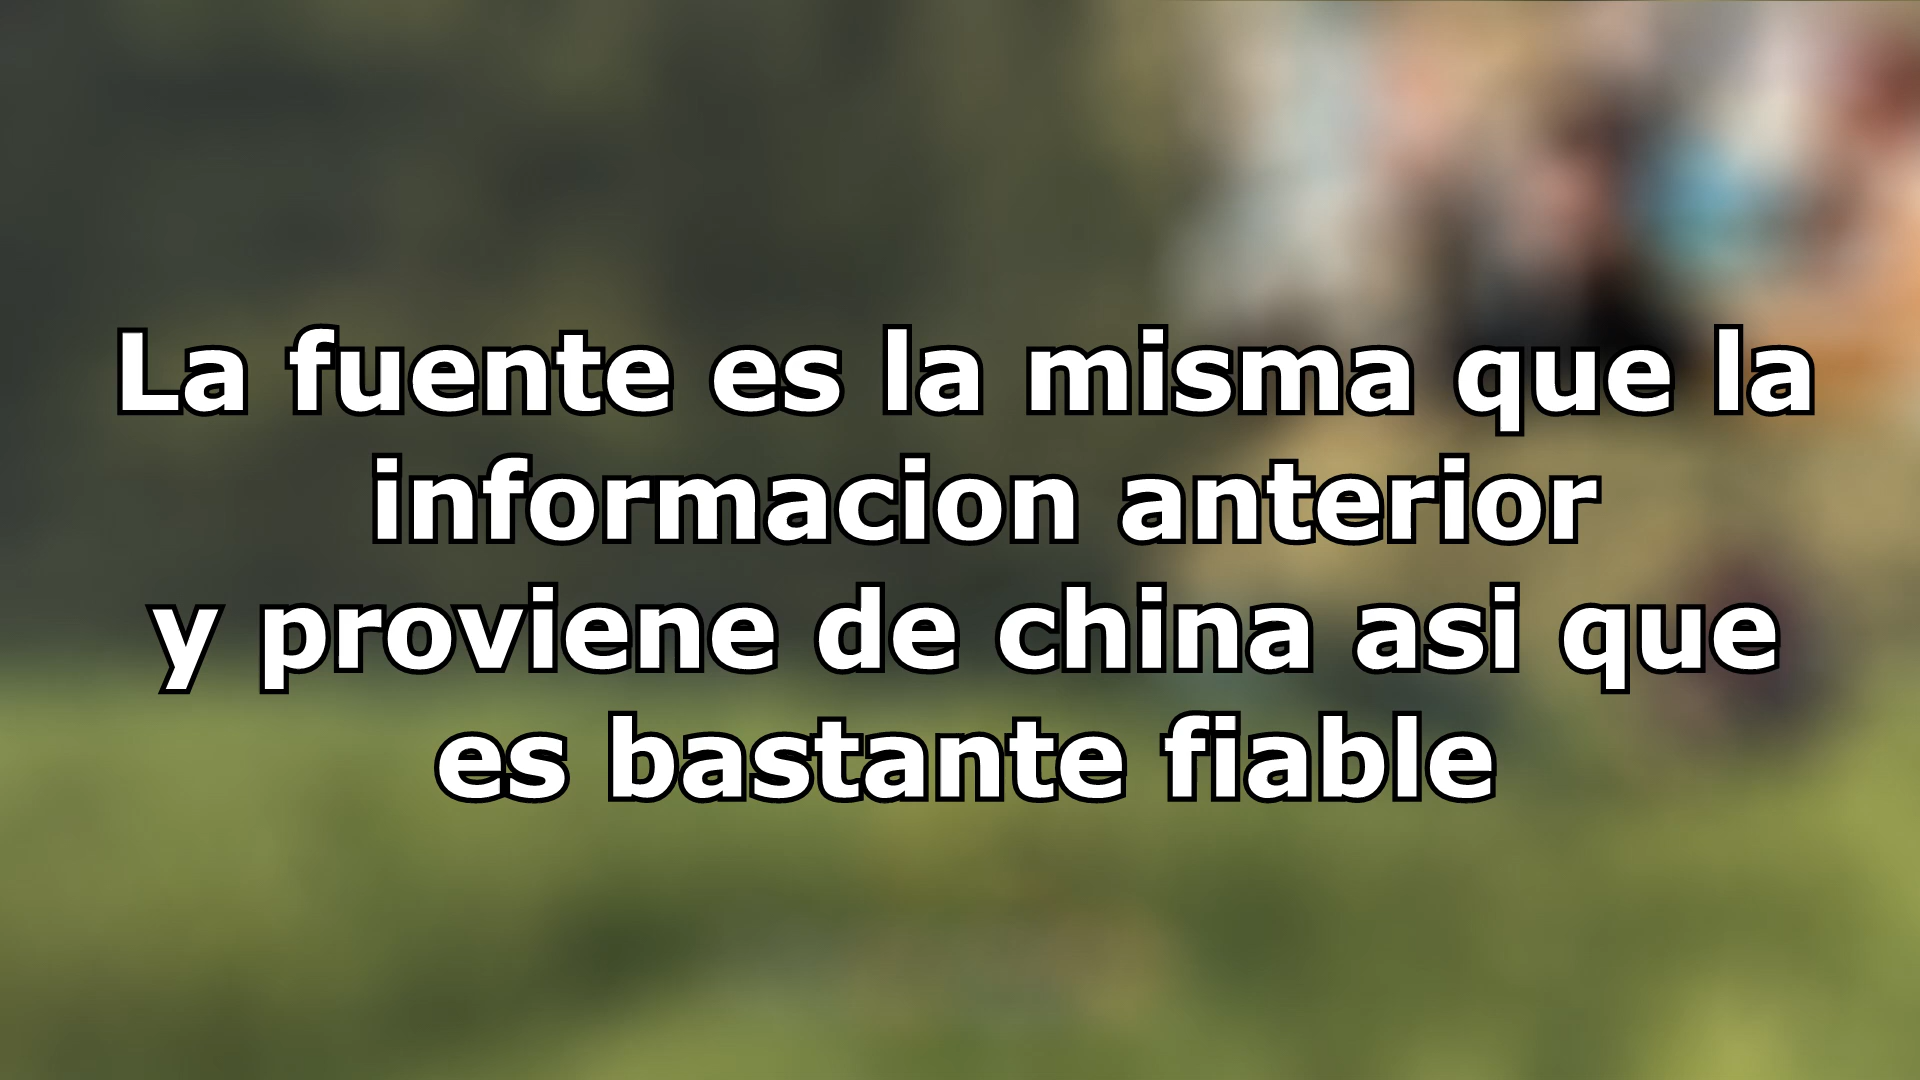 La fuente es la misma que la
informacion anterior
y proviene de china asi que
es bastante fiable